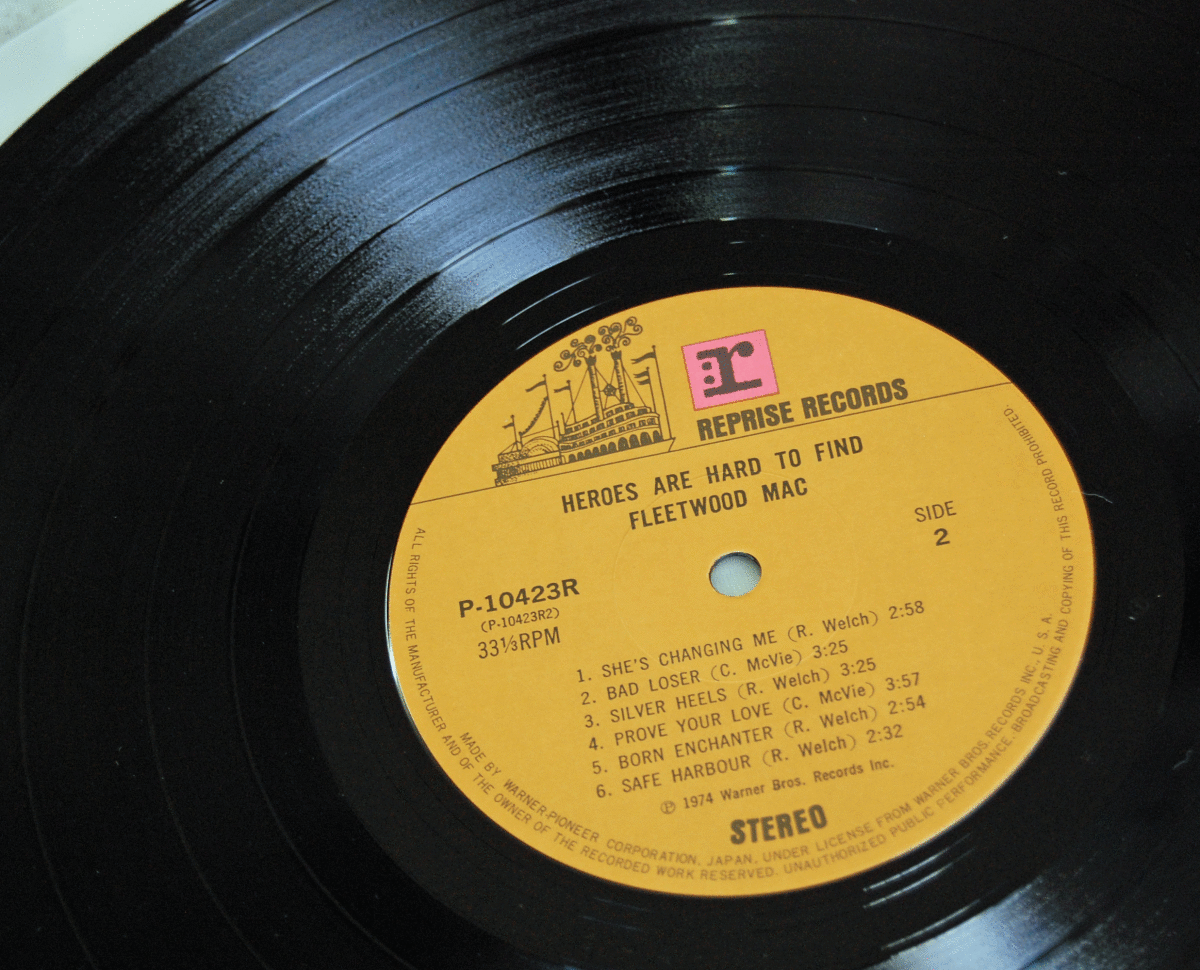 r
REPRISE RECORDS
HEROES ARE HARD TO FIND
FLEETWOOD MAC
SIDE
2
P-10423R
(P-10423R2)
33⅓RPM
1. SHE'S CHANGING ME (R. Welch) 2:58
2. BAD LOSER (C. McVie) 3:25
3. SILVER HEELS (R. Welch) 3:25
4. PROVE YOUR LOVE (C. McVie) 3:57
5. BORN ENCHANTER (R. Welch) 2:54
6. SAFE HARBOUR (R. Welch) 2:32
℗ 1974 Warner Bros. Records Inc.
STEREO
MADE BY WARNER-PIONEER CORPORATION, JAPAN, UNDER LICENSE FROM WARNER BROS. RECORDS INC., U. S. A.
ALL RIGHTS OF THE MANUFACTURER AND OF THE OWNER OF THE RECORDED WORK RESERVED. UNAUTHORIZED PUBLIC PERFORMANCE, BROADCASTING AND COPYING OF THIS RECORD PROHIBITED.